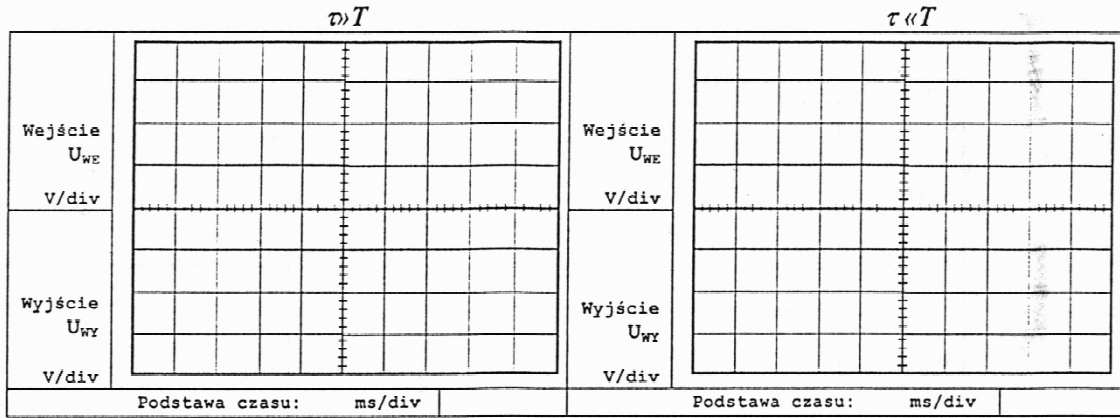 τ»T
τ «T
Wejście
U_WE
V/div
Wyjście
U_WY
V/div
Podstawa czasu: ms/div
Wejście
U_WE
V/div
Wyjście
U_WY
V/div
Podstawa czasu: ms/div